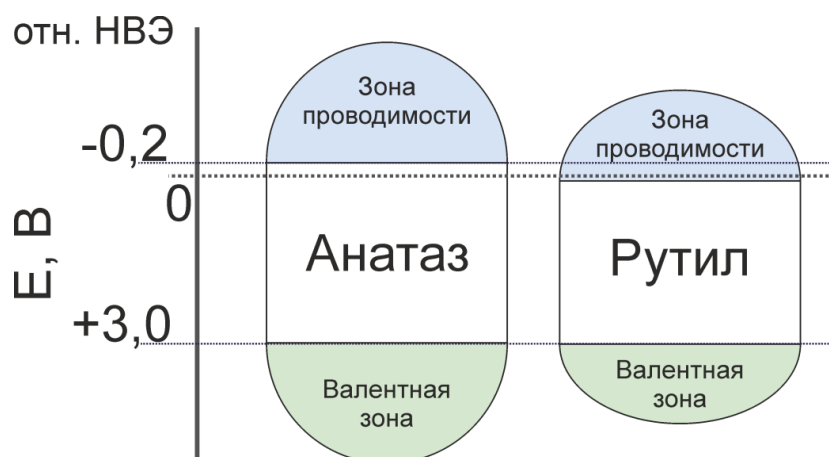 отн. НВЭ
Зона
проводимости
Зона
проводимости
-0,2
0
Е, В
Анатаз
Рутил
+3,0
Валентная
зона
Валентная
зона